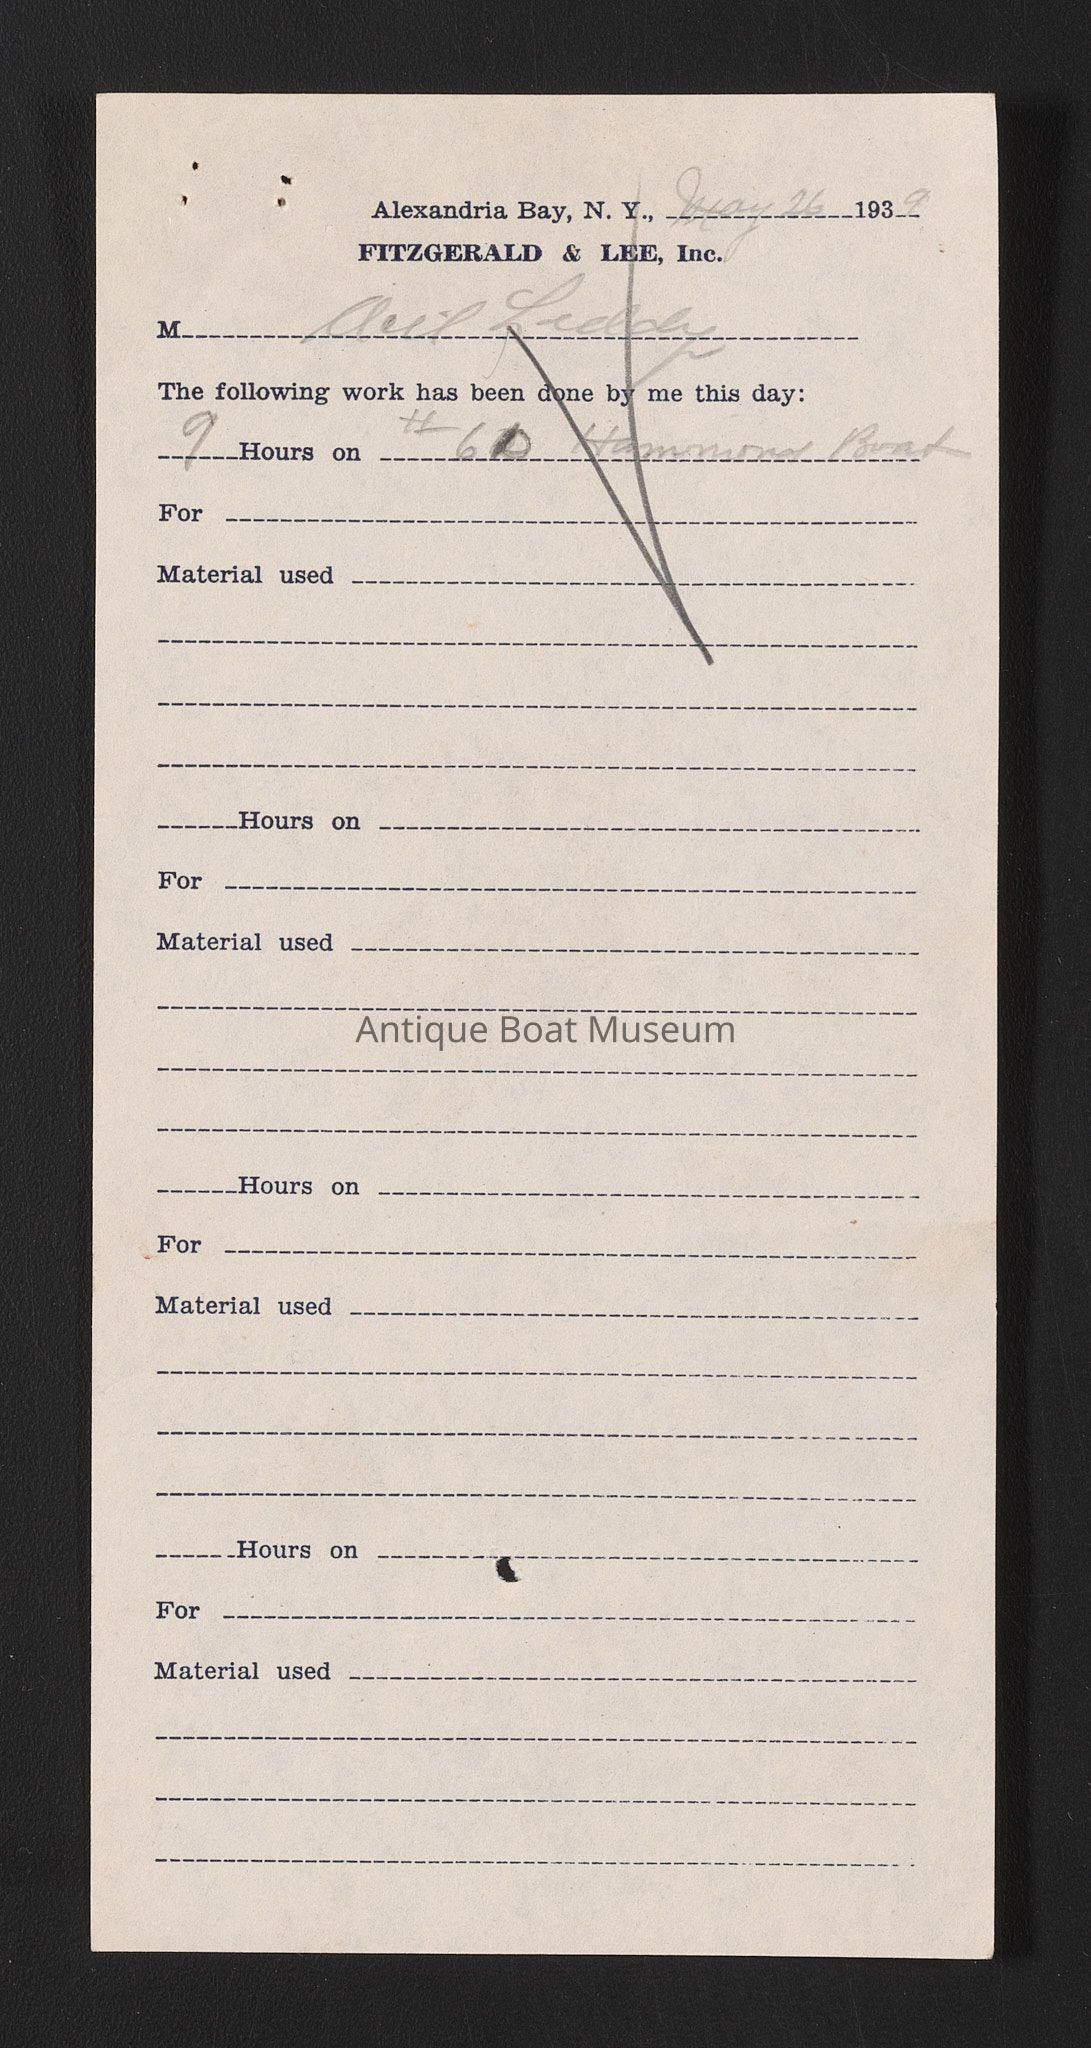 Alexandria Bay, N. Y., May 26 1939
FITZGERALD & LEE, Inc.
M Leddy
The following work has been done by me this day:
9 Hours on # 6 Hammond Boat
For
Material used
Hours on
For
Material used
Antique Boat Museum
Hours on
For
Material used
Hours on
For
Material used